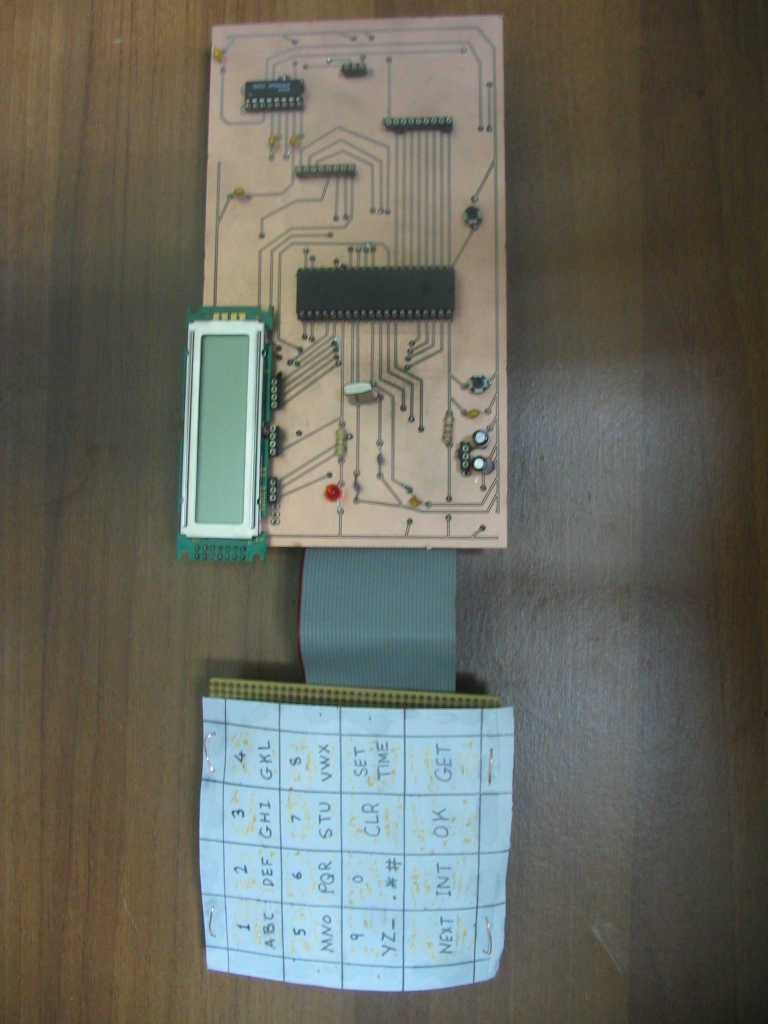 1 2 3 4
ABC DEF GHI GKL
5 6 7 8
MNO PQR STU VWX
9 0 CLR SET
YZ_ .*# TIME
NEXT INT OK GET